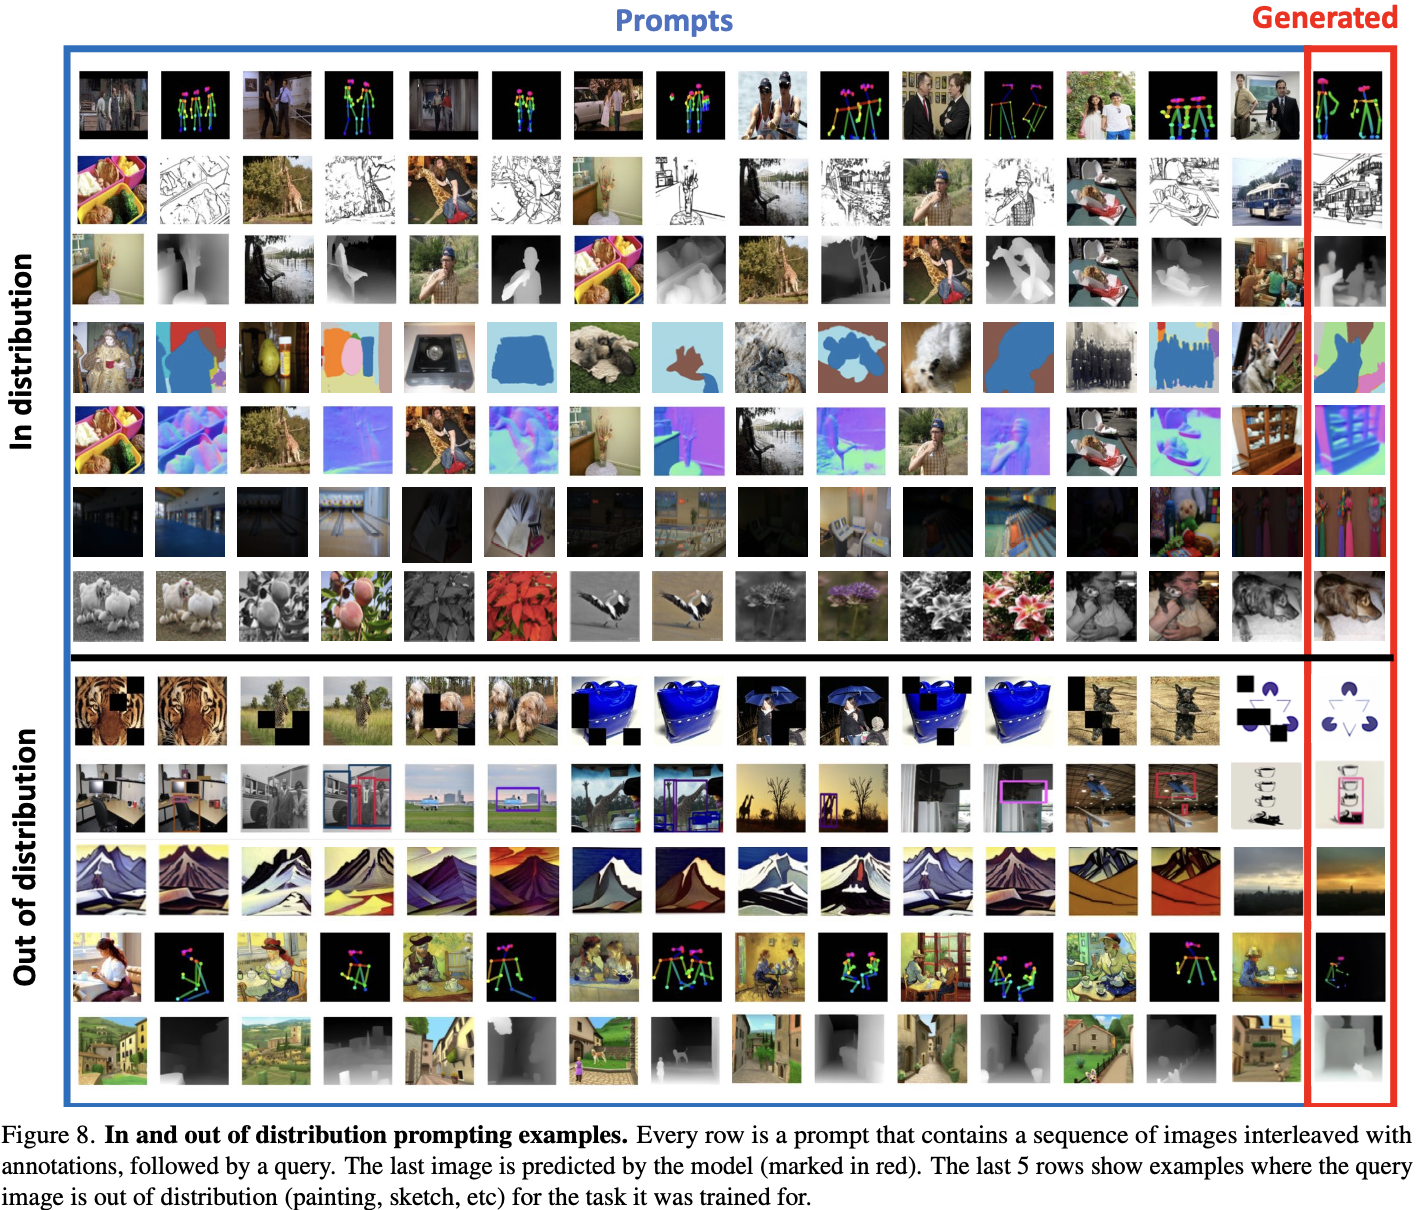 Prompts
Generated
In distribution
Out of distribution
Figure 8. In and out of distribution prompting examples. Every row is a prompt that contains a sequence of images interleaved with
annotations, followed by a query. The last image is predicted by the model (marked in red). The last 5 rows show examples where the query
image is out of distribution (painting, sketch, etc) for the task it was trained for.